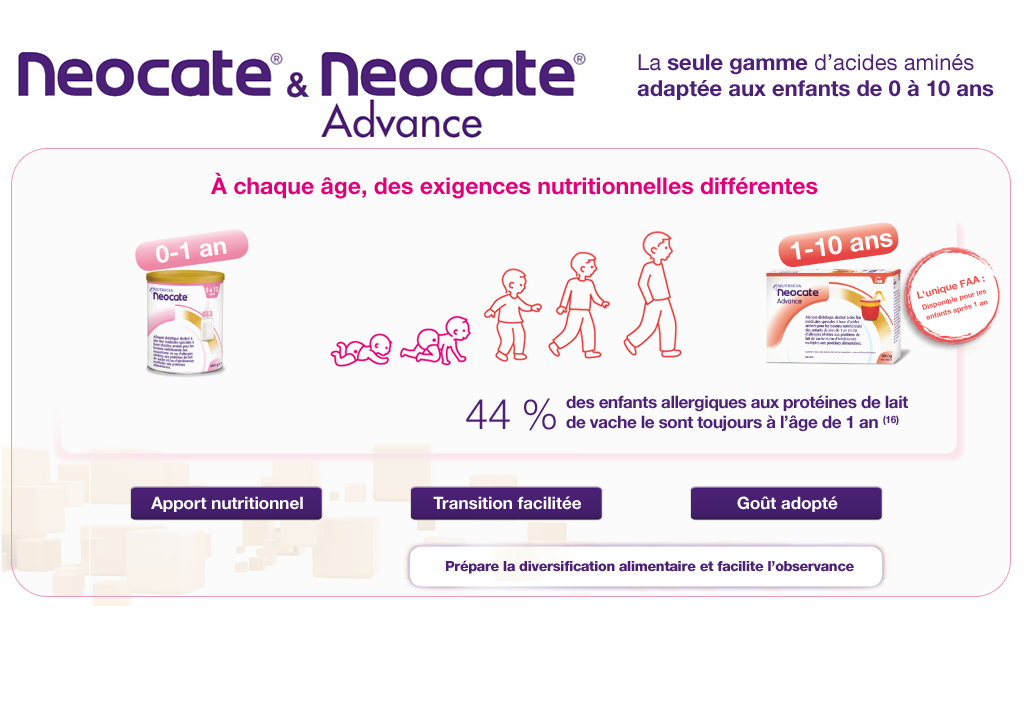 neocate® & neocate®
Advance
La seule gamme d'acides aminés
adaptée aux enfants de 0 à 10 ans
À chaque âge, des exigences nutritionnelles différentes
0-1 an
NUTRICIA
neocate®
1-10 ans
NUTRICIA
neocate®
Advance
L'unique FAA :
Disponible pour les
enfants après 1 an
44 %
des enfants allergiques aux protéines de lait
de vache le sont toujours à l'âge de 1 an (16)
Apport nutritionnel
Transition facilitée
Goût adopté
Prépare la diversification alimentaire et facilite l'observance